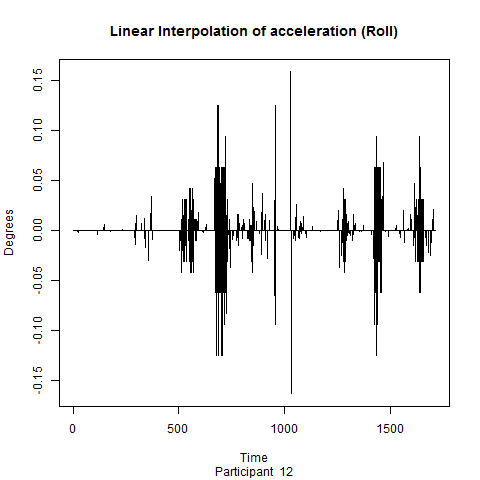 Linear Interpolation of acceleration (Roll)
0.15
0.10
0.05
0.00
-0.05
-0.10
-0.15
Degrees
0 500 1000 1500
Time
Participant 12